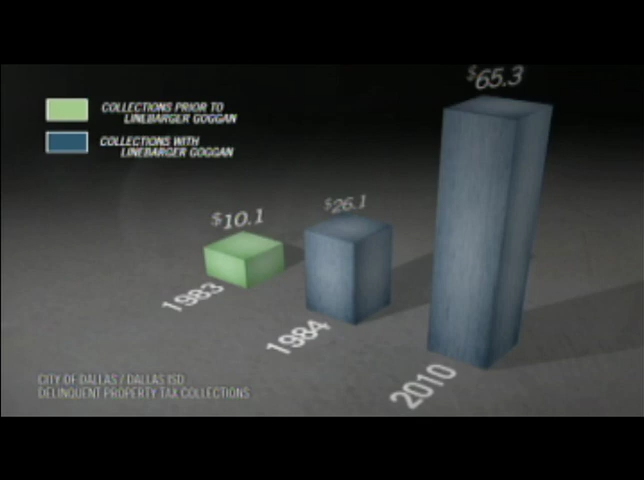 $65.3
COLLECTIONS PRIOR TO
LINEBARGER GOGGAN
COLLECTIONS WITH
LINEBARGER GOGGAN
$26.1
$10.1
1983
1984
2010
CITY OF DALLAS / DALLAS ISD
DELINQUENT PROPERTY TAX COLLECTIONS